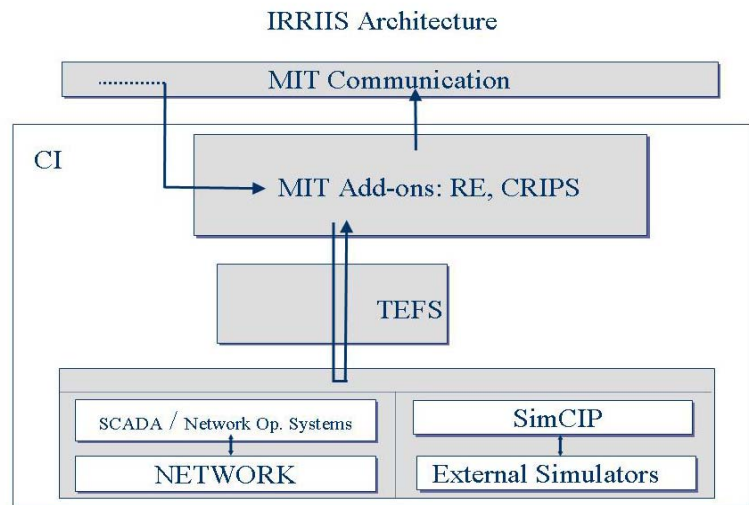 IRRIIS Architecture
MIT Communication
CI
MIT Add-ons: RE, CRIPS
TEFS
SCADA / Network Op. Systems
SimCIP
NETWORK
External Simulators